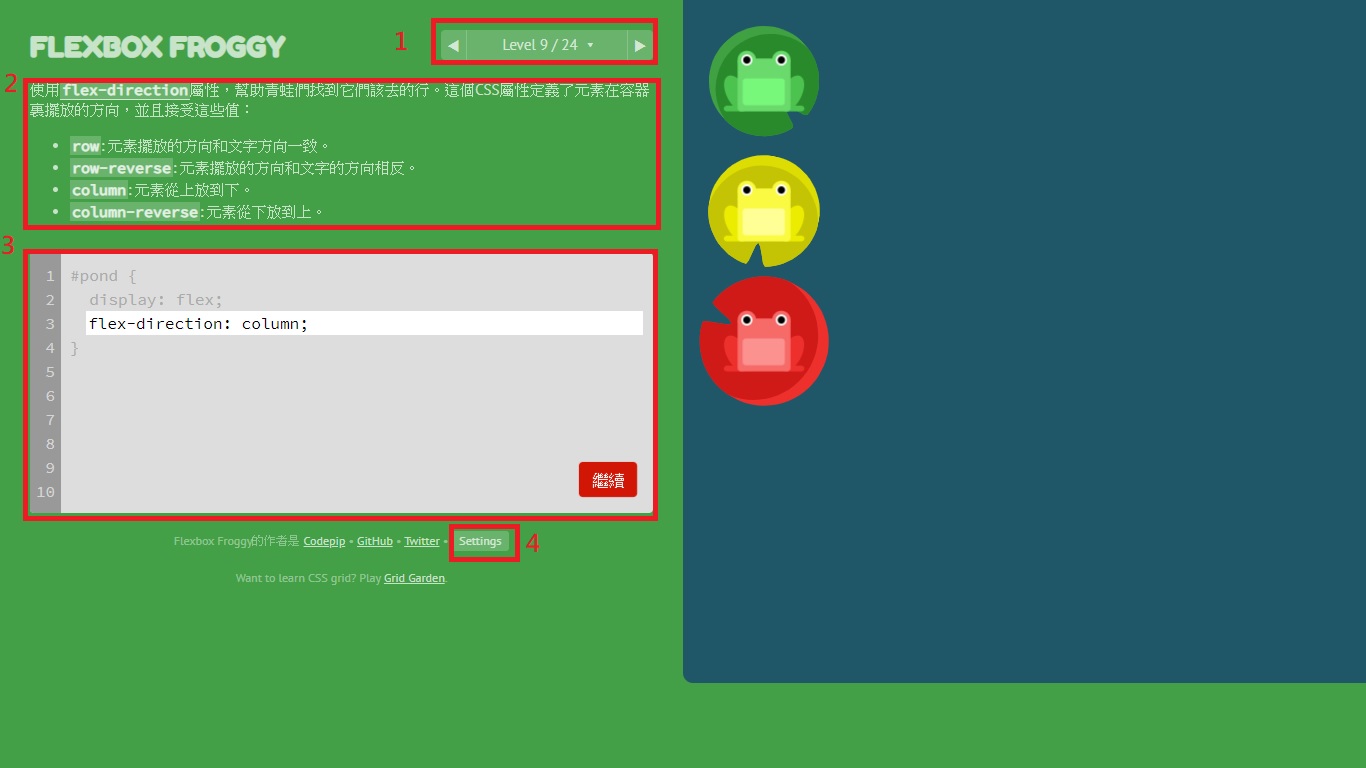 FLEXBOX FROGGY
1
◀ Level 9 / 24 ▾ ▶
2
使用flex-direction屬性，幫助青蛙們找到它們該去的行。這個CSS屬性定義了元素在容器
裏擺放的方向，並且接受這些值：
• row:元素擺放的方向和文字方向一致。
• row-reverse:元素擺放的方向和文字的方向相反。
• column:元素從上放到下。
• column-reverse:元素從下放到上。
3
1 #pond {
2 display: flex;
3 flex-direction: column;
4 }
5
6
7
8
9
10
繼續
Flexbox Froggy的作者是 Codepip • GitHub • Twitter • Settings
4
Want to learn CSS grid? Play Grid Garden.